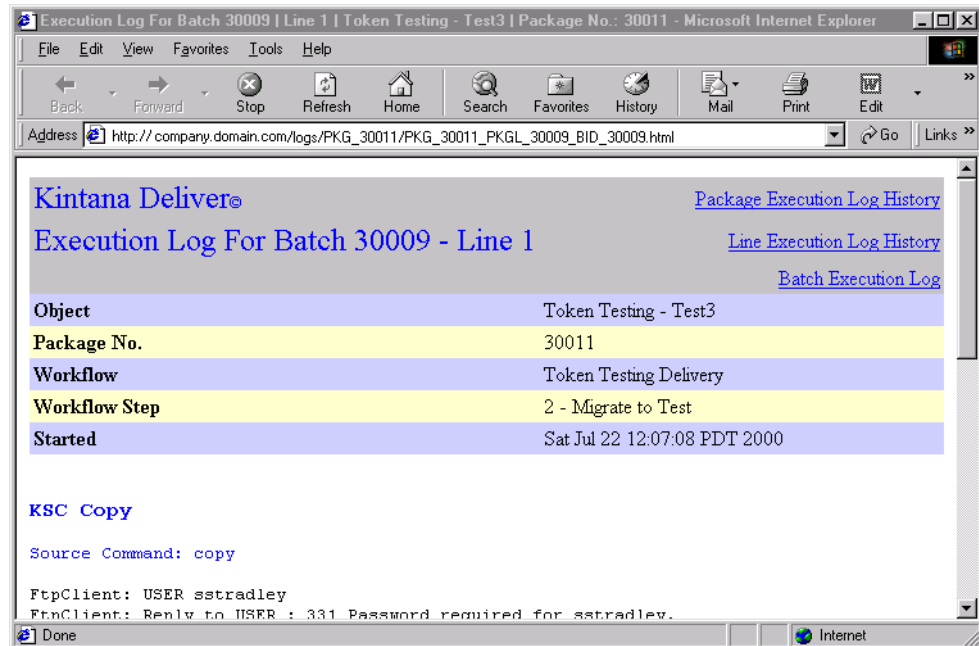 Execution Log For Batch 30009 | Line 1 | Token Testing - Test3 | Package No.: 30011 - Microsoft Internet Explorer
File Edit View Favorites Tools Help
Back Forward Stop Refresh Home Search Favorites History Mail Print Edit »
Address http://company.domain.com/logs/PKG_30011/PKG_30011_PKGL_30009_BID_30009.html Go Links »
Kintana Deliver© Package Execution Log History
Execution Log For Batch 30009 - Line 1 Line Execution Log History
Batch Execution Log
Object Token Testing - Test3
Package No. 30011
Workflow Token Testing Delivery
Workflow Step 2 - Migrate to Test
Started Sat Jul 22 12:07:08 PDT 2000
KSC Copy
Source Command: copy
FtpClient: USER sstradley
FtpClient: Reply to USER : 331 Password required for sstradley.
Done Internet